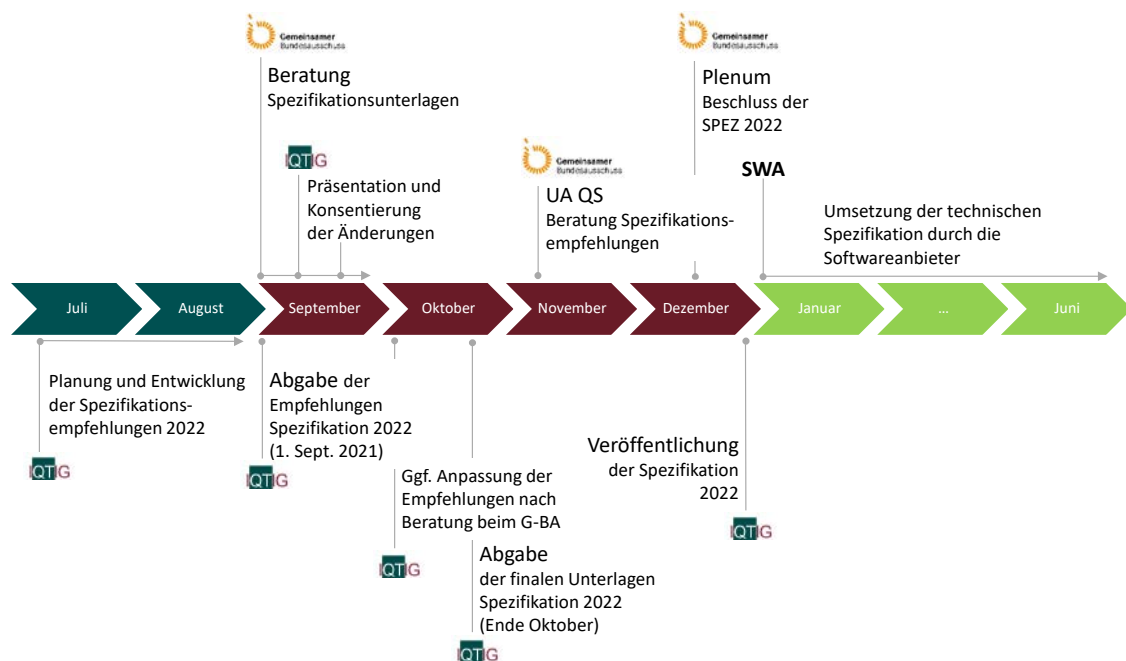 Gemeinsamer
Bundesausschuss
Beratung
Spezifikationsunterlagen
IQTIG
Präsentation und
Konsentierung
der Änderungen
Gemeinsamer
Bundesausschuss
UA QS
Beratung Spezifikations-
empfehlungen
Gemeinsamer
Bundesausschuss
Plenum
Beschluss der
SPEZ 2022
SWA
Umsetzung der technischen
Spezifikation durch die
Softwareanbieter
Juli
August
September
Oktober
November
Dezember
Januar
...
Juni
Planung und Entwicklung
der Spezifikations-
empfehlungen 2022
IQTIG
Abgabe der
Empfehlungen
Spezifikation 2022
(1. Sept. 2021)
IQTIG
Ggf. Anpassung der
Empfehlungen nach
Beratung beim G-BA
IQTIG
Abgabe
der finalen Unterlagen
Spezifikation 2022
(Ende Oktober)
IQTIG
Veröffentlichung
der Spezifikation
2022
IQTIG